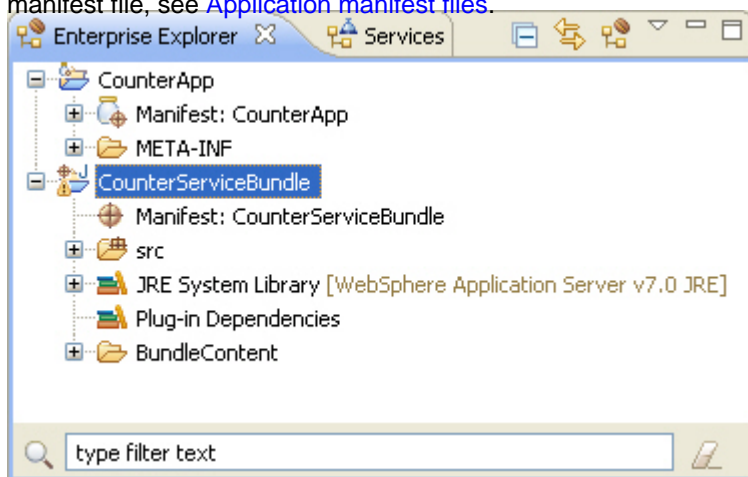 manifest file, see Application manifest files.
Enterprise Explorer Services
CounterApp
Manifest: CounterApp
META-INF
CounterServiceBundle
Manifest: CounterServiceBundle
src
JRE System Library [WebSphere Application Server v7.0 JRE]
Plug-in Dependencies
BundleContent
type filter text